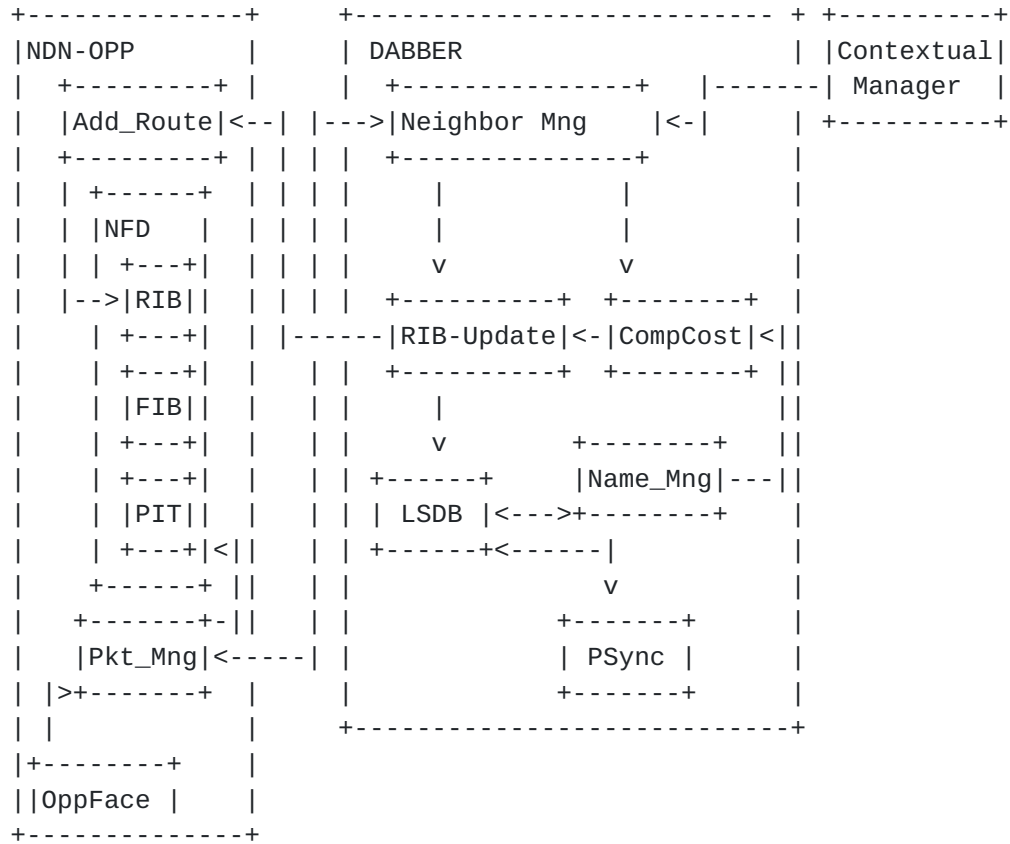 +--------------+     +--------------------------- + +----------+
|NDN-OPP       |     | DABBER                     | |Contextual|
|  +---------+ |     |  +---------------+   |-------| Manager  |
|  |Add_Route|<--| |--->|Neighbor Mng    |<-|     | +----------+
|  +---------+ | | | |  +---------------+         |
|  | +------+  | | | |     |          |           |
|  | |NFD   |  | | | |     |          |           |
|  | | +---+|  | | | |     v          v           |
|  |-->|RIB||  | | | |  +----------+  +--------+  |
|    | +---+|  | |------|RIB-Update|<-|CompCost|<||
|    | +---+|  |   | |  +----------+  +--------+ ||
|    | |FIB||  |   | |     |                   ||
|    | +---+|  |   | |     v       +--------+  ||
|    | +---+|  |   | | +------+    |Name_Mng|---||
|    | |PIT||  |   | | | LSDB |<--->+--------+    |
|    | +---+|<||   | | +------+<------|          |
|    +------+ ||   | |               v          |
|   +-------+-||   | |            +-------+      |
|   |Pkt_Mng|<-----| |            | PSync |      |
| |>+-------+  |     |            +-------+      |
| |            |     +---------------------------+
|+--------+    |
||OppFace |    |
+--------------+